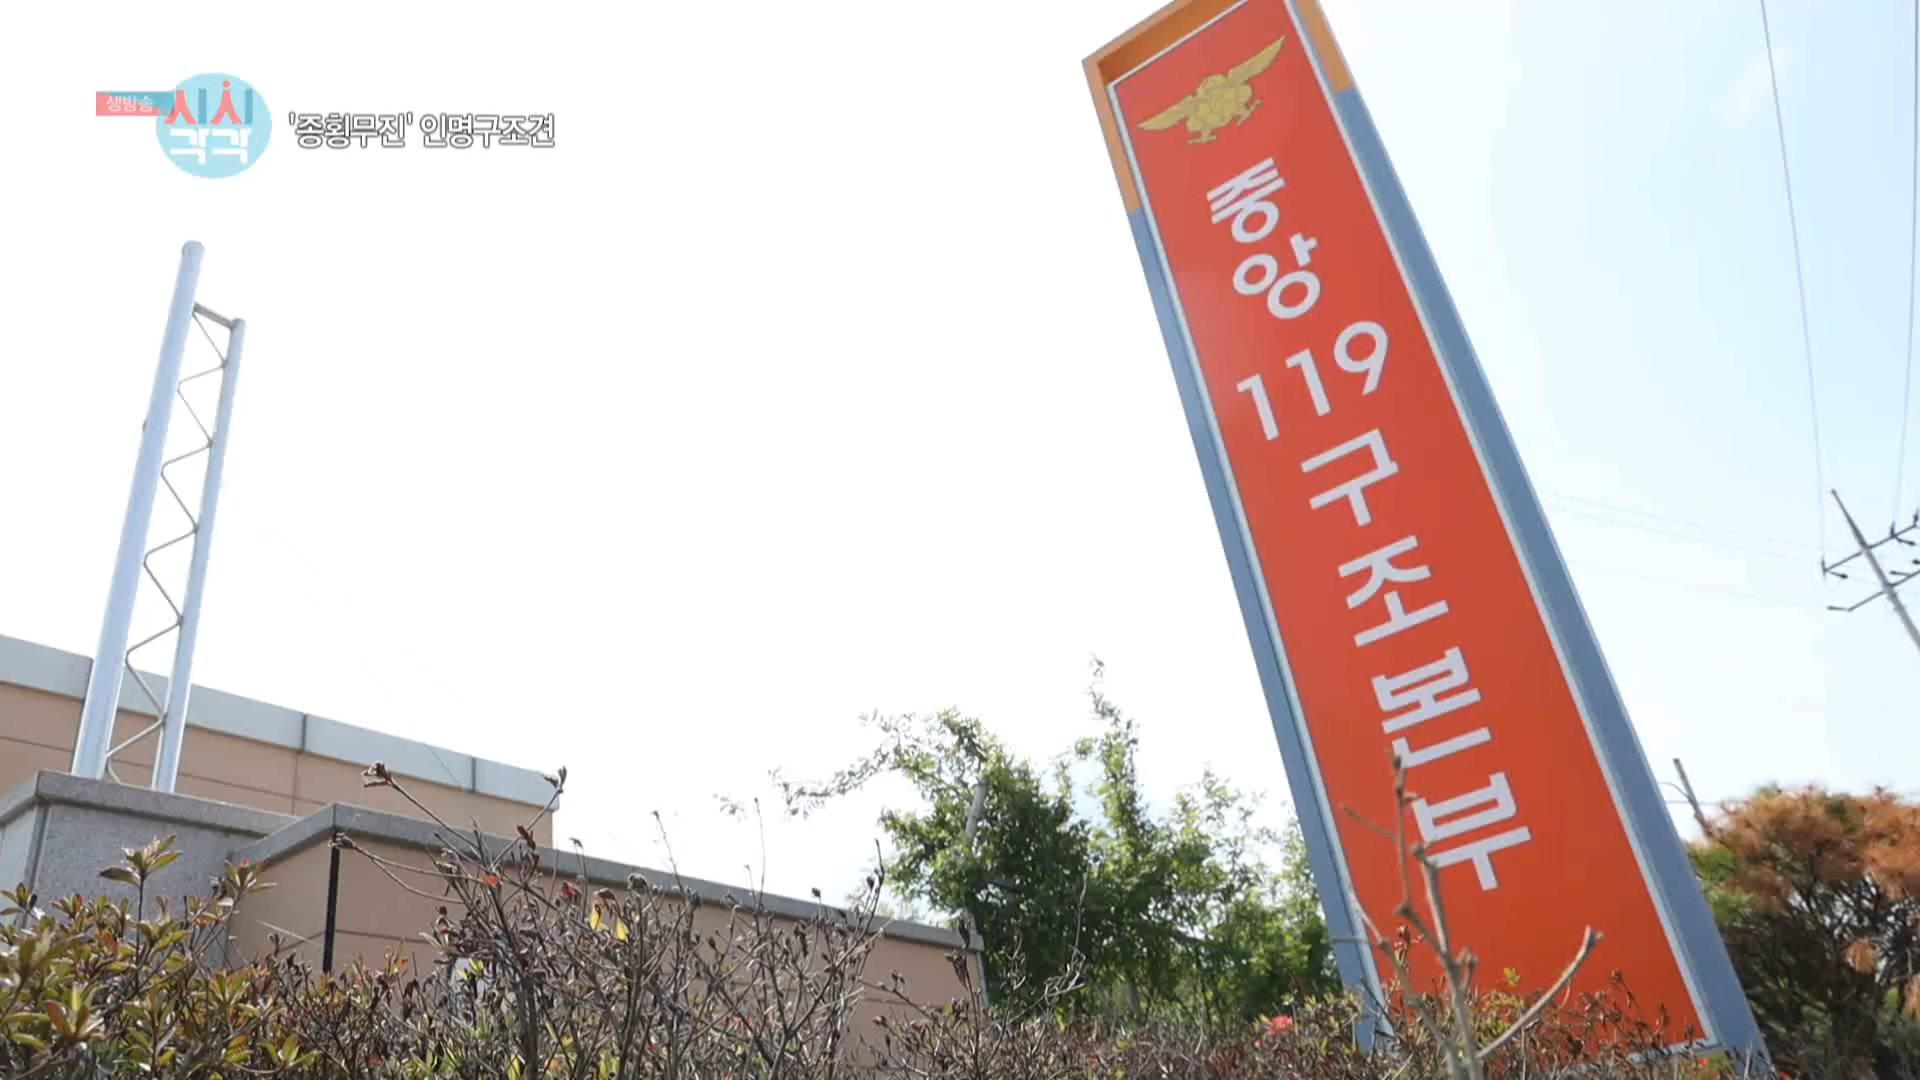 생방송
시시
각각
'종횡무진' 인명구조견
중앙
119
구조본부